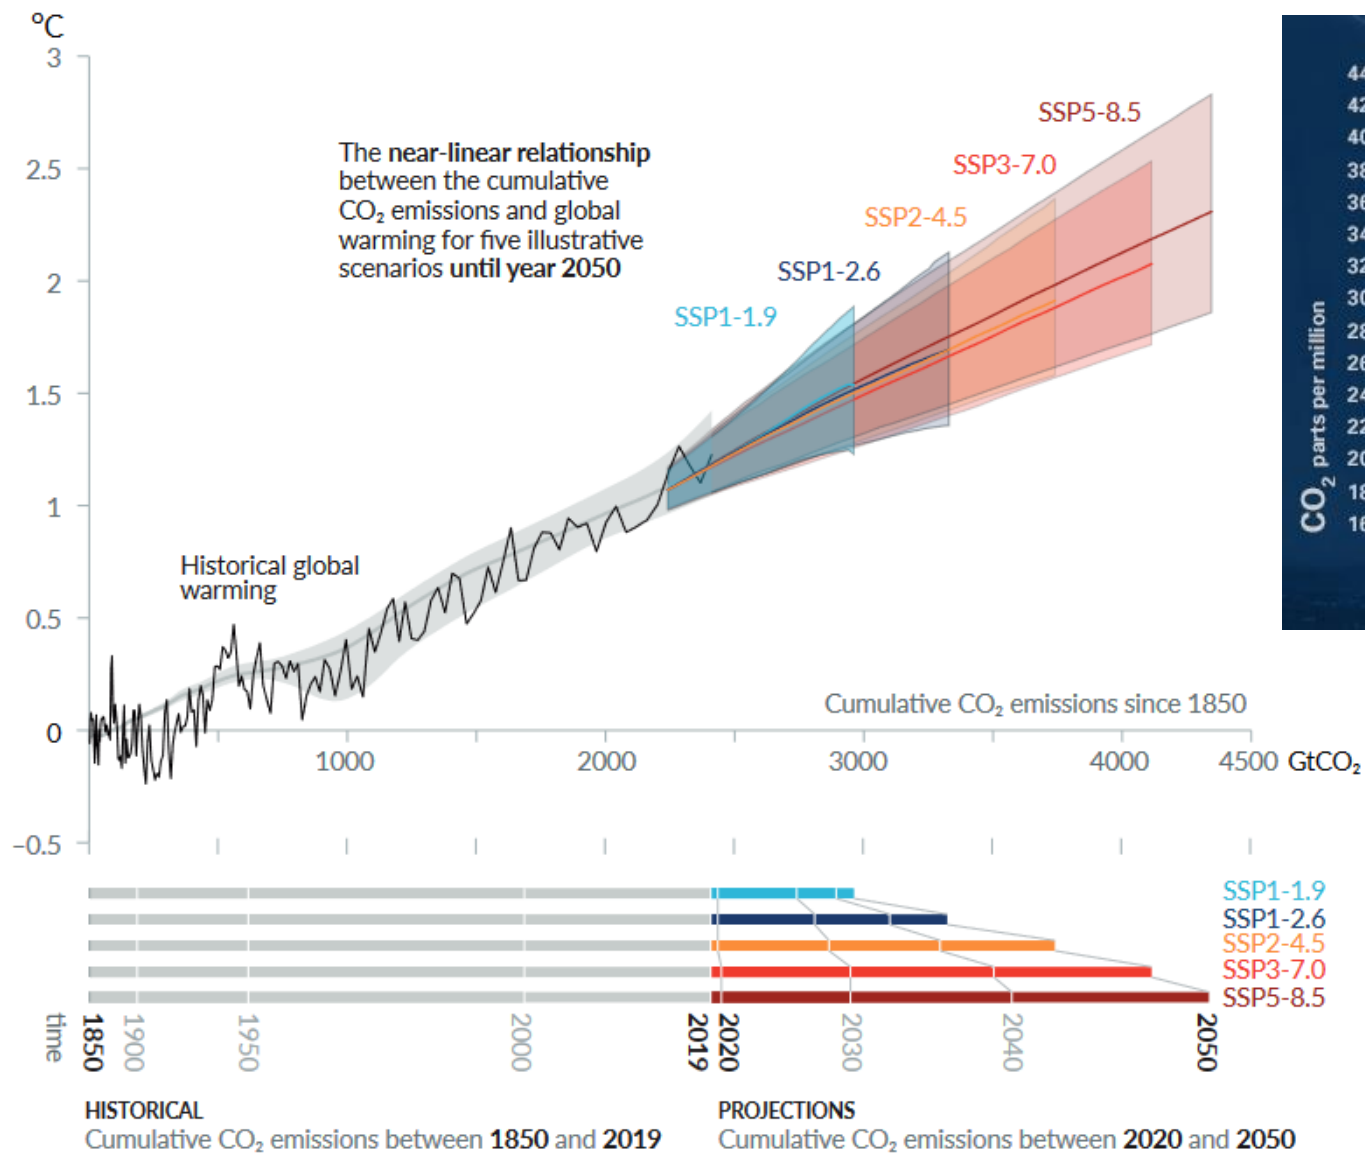 °C
3
2.5
2
1.5
1
0.5
0
–0.5
The near-linear relationship
between the cumulative
CO₂ emissions and global
warming for five illustrative
scenarios until year 2050
SSP5-8.5
SSP3-7.0
SSP2-4.5
SSP1-2.6
SSP1-1.9
Historical global
warming
Cumulative CO₂ emissions since 1850
1000
2000
3000
4000
4500 GtCO₂
SSP1-1.9
SSP1-2.6
SSP2-4.5
SSP3-7.0
SSP5-8.5
time
1850
1900
1950
2000
2019
2020
2030
2040
2050
HISTORICAL
Cumulative CO₂ emissions between 1850 and 2019
PROJECTIONS
Cumulative CO₂ emissions between 2020 and 2050
CO₂ parts per million